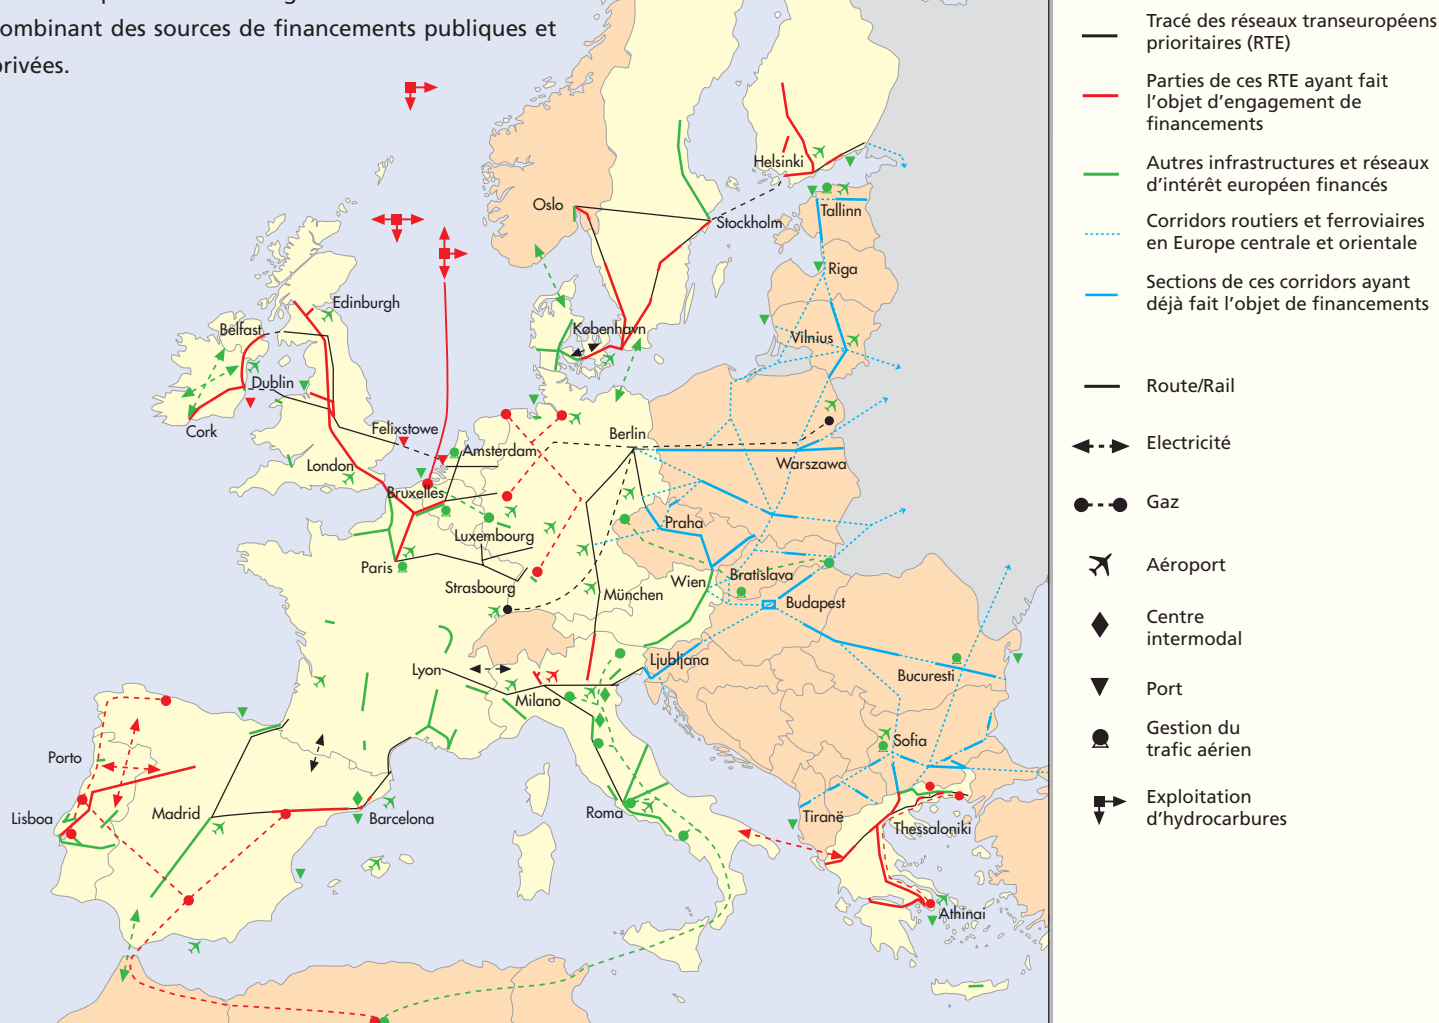 ombinant des sources de financements publiques et
rivées.
Tracé des réseaux transeuropéens
prioritaires (RTE)
Parties de ces RTE ayant fait
l'objet d'engagement de
financements
Autres infrastructures et réseaux
d'intérêt européen financés
Corridors routiers et ferroviaires
en Europe centrale et orientale
Sections de ces corridors ayant
déjà fait l'objet de financements
Route/Rail
Electricité
Gaz
Aéroport
Centre
intermodal
Port
Gestion du
trafic aérien
Exploitation
d'hydrocarbures
Helsinki
Oslo
Stockholm
Tallinn
Riga
Edinburgh
Belfast
København
Vilnius
Dublin
Cork
Felixstowe
Amsterdam
Berlin
Warszawa
London
Bruxelles
Praha
Luxembourg
Paris
Strasbourg
Wien
Bratislava
München
Budapest
Lyon
Ljubljana
Milano
Bucuresti
Porto
Sofia
Lisboa
Madrid
Barcelona
Roma
Tiranë
Thessaloniki
Athinai